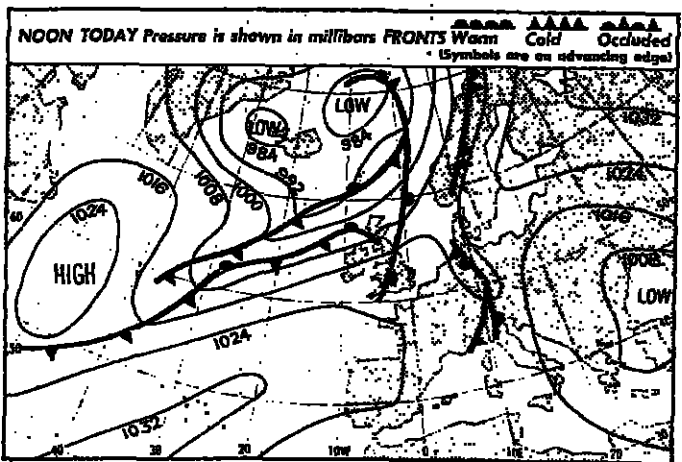 NOON TODAY Pressure is shown in millibars FRONTS Warm Cold Occluded
(Symbols are on advancing edge)
LOW
LOW
984
984
992
1000
1008
1016
1024
HIGH
1032
1024
1016
1008
LOW
1024
1032
60
50
40
30
20
10W
0
10E
20